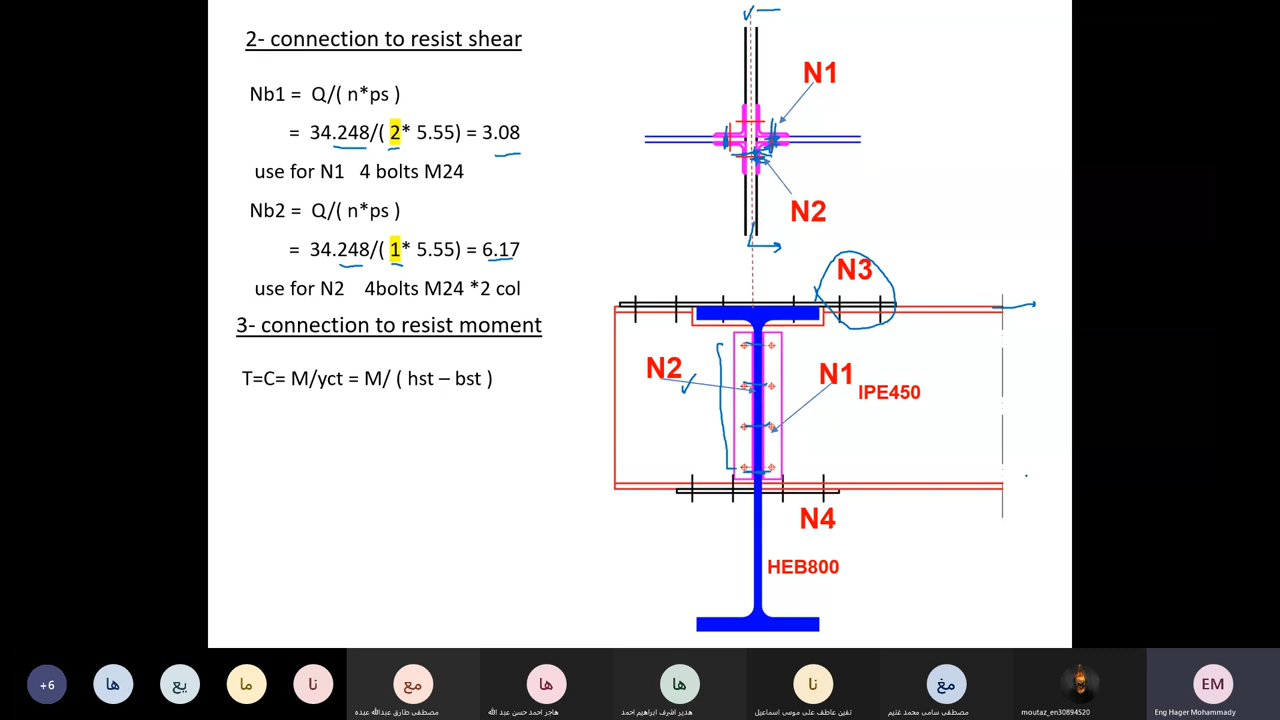 2- connection to resist shear
Nb1 = Q/( n*ps )
= 34.248/( 2* 5.55) = 3.08
use for N1 4 bolts M24
Nb2 = Q/( n*ps )
= 34.248/( 1* 5.55) = 6.17
use for N2 4bolts M24 *2 col
3- connection to resist moment
T=C= M/yct = M/ ( hst – bst )
N1
N2
N3
N2
N1
IPE450
N4
HEB800
+6
ها
يع
ما
نا
مع
مصطفى طارق عبدالله عبده
ها
هاجر احمد حسن عبد الله
ها
هدير اشرف ابراهيم احمد
نا
نفين عاطف على موسى اسماعيل
مغ
مصطفى سامى محمد غنيم
moutaz_en30894520
EM
Eng Hager Mohammady